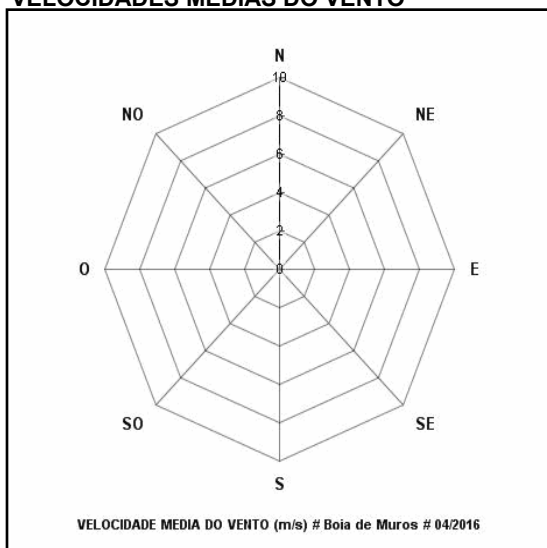 VELOCIDADES MEDIAS DO VENTO
N
10
NO NE
8
6
4
2
O 0 E
SO SE
S
VELOCIDADE MEDIA DO VENTO (m/s) # Boia de Muros # 04/2016